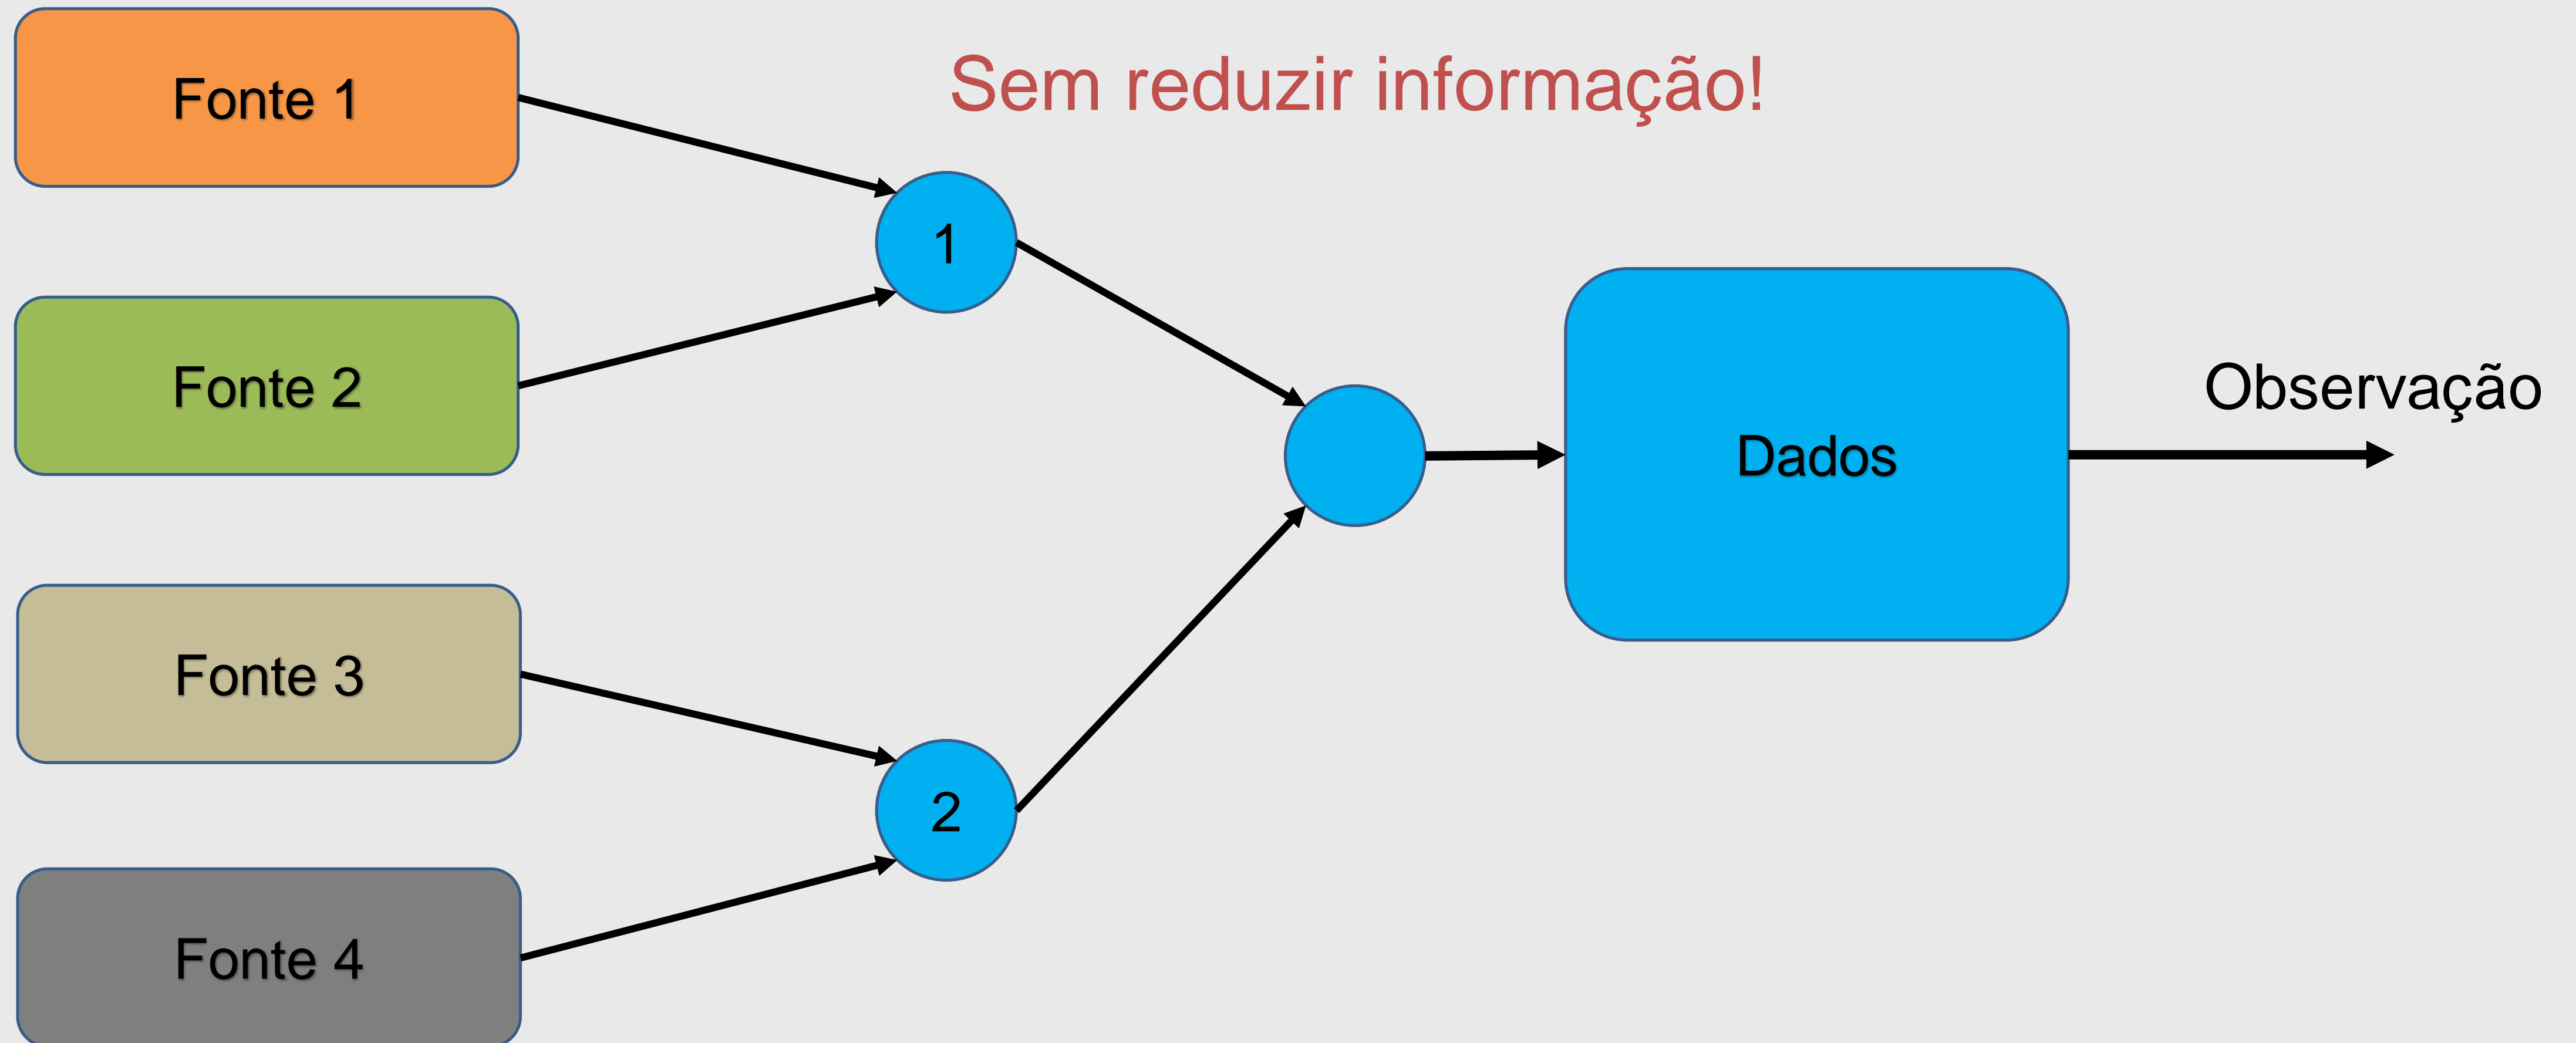 Fonte 1
Sem reduzir informação!
1
Fonte 2
Observação
Dados
Fonte 3
2
Fonte 4